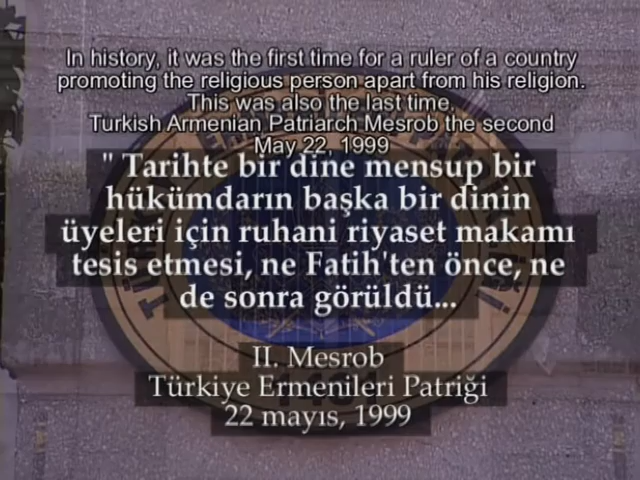 In history, it was the first time for a ruler of a country
promoting the religious person apart from his religion.
This was also the last time.
Turkish Armenian Patriarch Mesrob the second
May 22, 1999
" Tarihte bir dine mensup bir
hükümdarın başka bir dinin
üyeleri için ruhani riyaset makamı
tesis etmesi, ne Fatih'ten önce, ne
de sonra görüldü...
II. Mesrob
Türkiye Ermenileri Patriği
22 mayıs, 1999